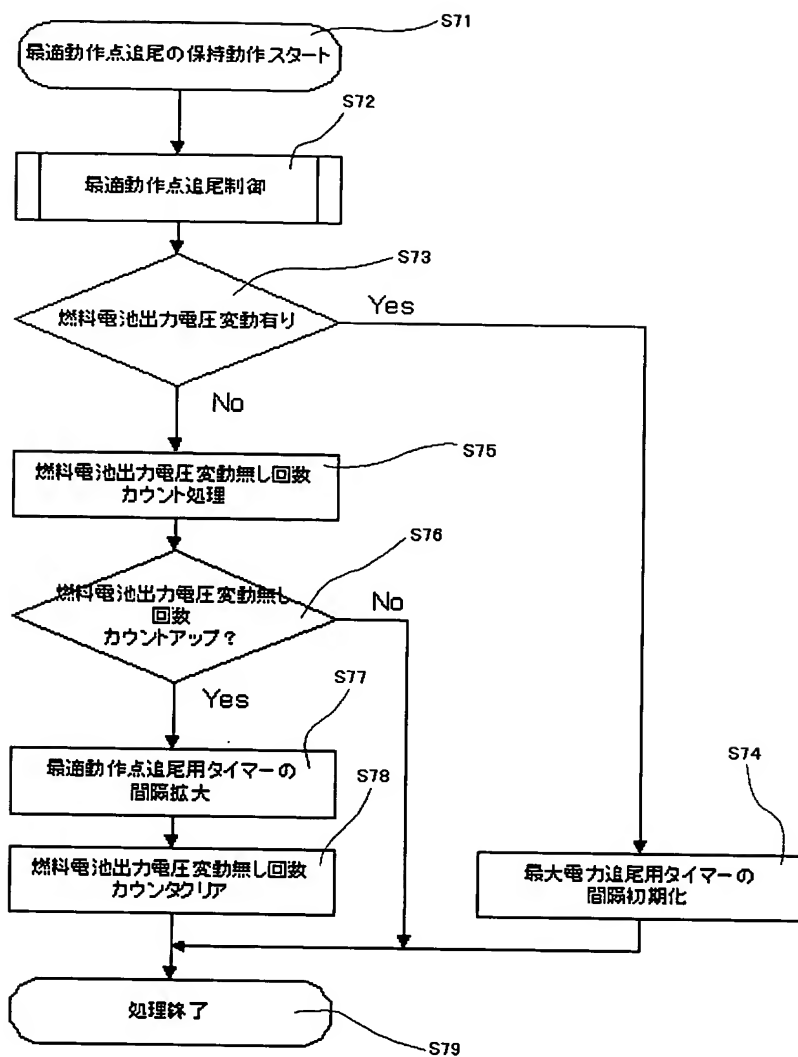 S71
最適動作点追尾の保持動作スタート
S72
最適動作点追尾制御
S73
燃料電池出力電圧変動有り
Yes
No
S75
燃料電池出力電圧変動無し回数
カウント処理
S76
燃料電池出力電圧変動無し
回数
カウントアップ?
No
Yes
S77
最適動作点追尾用タイマーの
間隔拡大
S74
最大電力追尾用タイマーの
間隔初期化
S78
燃料電池出力電圧変動無し回数
カウンタクリア
処理終了
S79